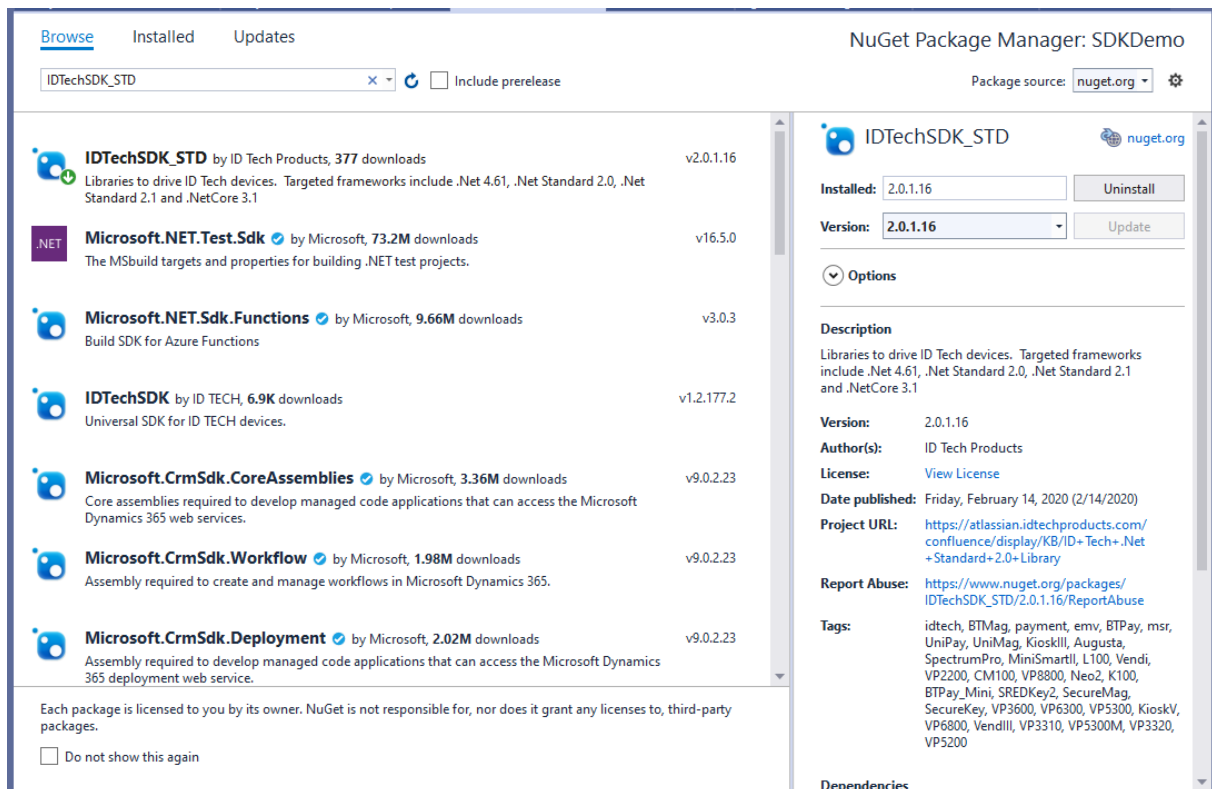 Browse Installed Updates
NuGet Package Manager: SDKDemo
IDTechSDK_STD
Include prerelease
Package source: nuget.org
IDTechSDK_STD by ID Tech Products, 377 downloads v2.0.1.16
Libraries to drive ID Tech devices. Targeted frameworks include .Net 4.61, .Net Standard 2.0, .Net
Standard 2.1 and .NetCore 3.1
.NET
Microsoft.NET.Test.Sdk by Microsoft, 73.2M downloads v16.5.0
The MSbuild targets and properties for building .NET test projects.
Microsoft.NET.Sdk.Functions by Microsoft, 9.66M downloads v3.0.3
Build SDK for Azure Functions
IDTechSDK by ID TECH, 6.9K downloads v1.2.177.2
Universal SDK for ID TECH devices.
Microsoft.CrmSdk.CoreAssemblies by Microsoft, 3.36M downloads v9.0.2.23
Core assemblies required to develop managed code applications that can access the Microsoft
Dynamics 365 web services.
Microsoft.CrmSdk.Workflow by Microsoft, 1.98M downloads v9.0.2.23
Assembly required to create and manage workflows in Microsoft Dynamics 365.
Microsoft.CrmSdk.Deployment by Microsoft, 2.02M downloads v9.0.2.23
Assembly required to develop managed code applications that can access the Microsoft Dynamics
365 deployment web service.
Each package is licensed to you by its owner. NuGet is not responsible for, nor does it grant any licenses to, third-party
packages.
Do not show this again
IDTechSDK_STD nuget.org
Installed: 2.0.1.16 Uninstall
Version: 2.0.1.16 Update
Options
Description
Libraries to drive ID Tech devices. Targeted frameworks
include .Net 4.61, .Net Standard 2.0, .Net Standard 2.1
and .NetCore 3.1
Version: 2.0.1.16
Author(s): ID Tech Products
License: View License
Date published: Friday, February 14, 2020 (2/14/2020)
Project URL: https://atlassian.idtechproducts.com/
confluence/display/KB/ID+Tech+.Net
+Standard+2.0+Library
Report Abuse: https://www.nuget.org/packages/
IDTechSDK_STD/2.0.1.16/ReportAbuse
Tags: idtech, BTMag, payment, emv, BTPay, msr,
UniPay, UniMag, KioskIII, Augusta,
SpectrumPro, MiniSmartII, L100, Vendi,
VP2200, CM100, VP8800, Neo2, K100,
BTPay_Mini, SREDKey2, SecureMag,
SecureKey, VP3600, VP6300, VP5300, KioskV,
VP6800, VendIII, VP3310, VP5300M, VP3320,
VP5200
Dependencies